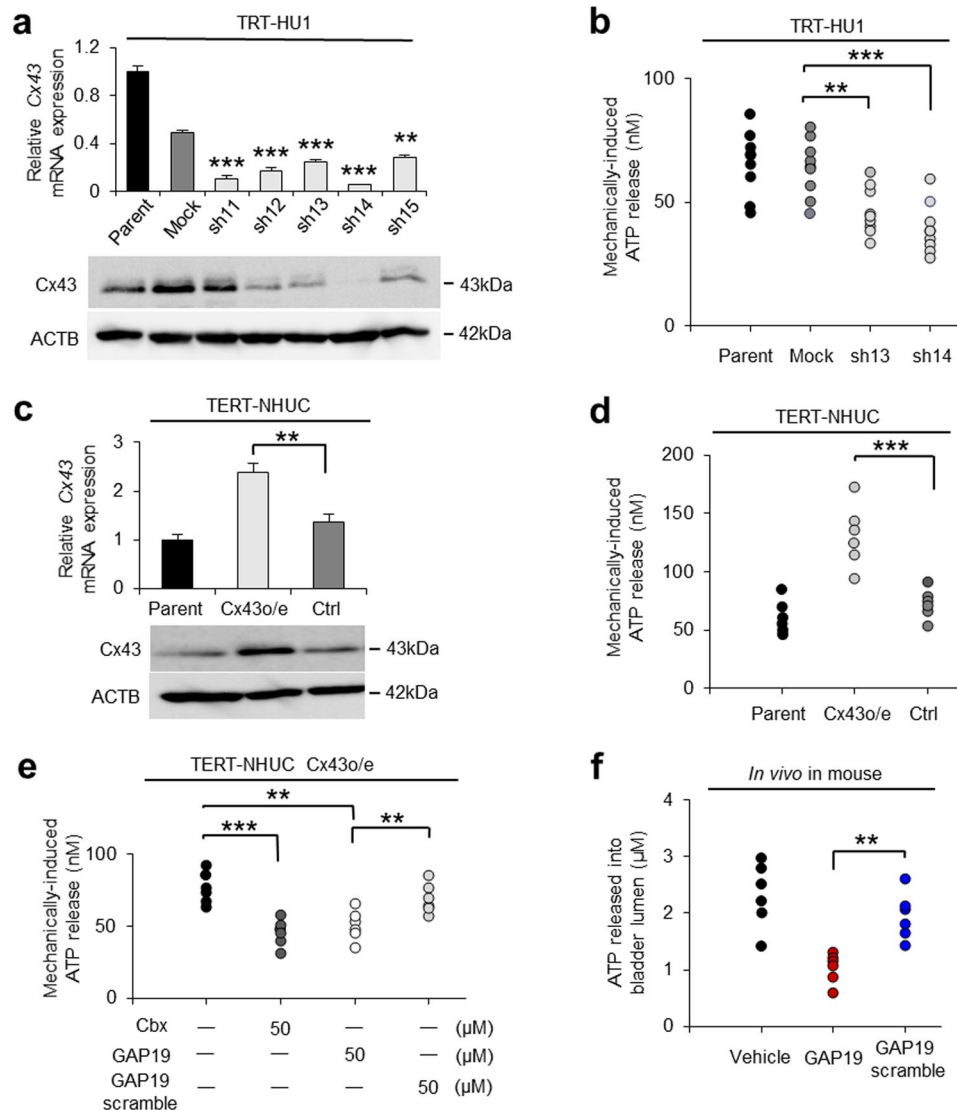 a
TRT-HU1
Relative Cx43
mRNA expression
1.2
0.8
0.4
0
***
***
***
***
**
Parent
Mock
sh11
sh12
sh13
sh14
sh15
Cx43
43kDa
ACTB
42kDa
b
TRT-HU1
Mechanically-induced
ATP release (nM)
100
50
0
**
***
Parent Mock sh13 sh14
c
TERT-NHUC
Relative Cx43
mRNA expression
3
2
1
0
**
Parent Cx43o/e Ctrl
Cx43
43kDa
ACTB
42kDa
d
TERT-NHUC
Mechanically-induced
ATP release (nM)
200
150
100
50
0
***
Parent Cx43o/e Ctrl
e
TERT-NHUC Cx43o/e
Mechanically-induced
ATP release (nM)
100
50
0
***
**
**
Cbx — 50 — — (µM)
GAP19 — — 50 — (µM)
GAP19
scramble — — — 50 (µM)
f
In vivo in mouse
ATP released into
bladder lumen (µM)
4
3
2
1
0
**
Vehicle GAP19 GAP19
scramble